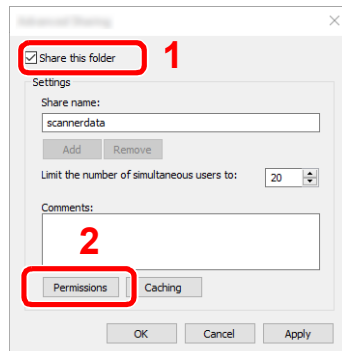 Advanced Sharing
1
Share this folder
Settings
Share name:
scannerdata
Add Remove
Limit the number of simultaneous users to: 20
Comments:
2
Permissions Caching
OK Cancel Apply